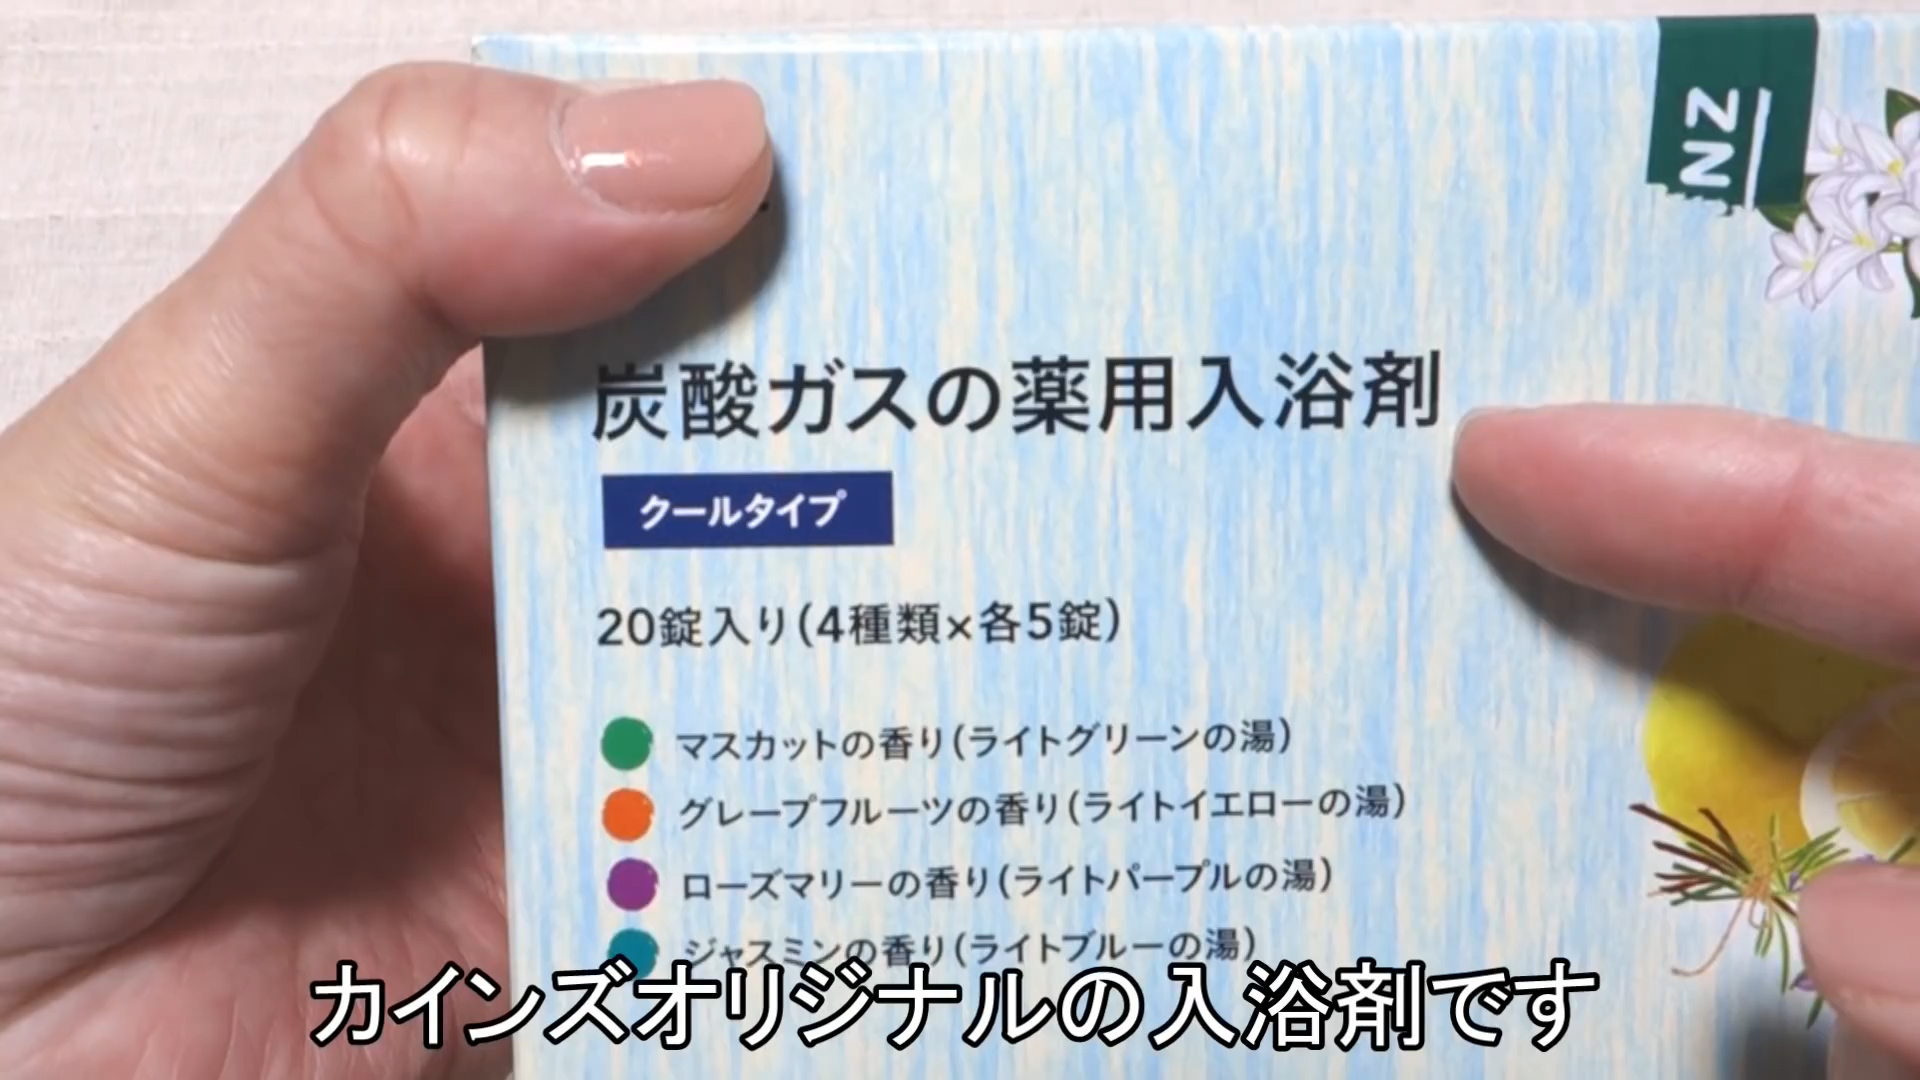 炭酸ガスの薬用入浴剤
クールタイプ
20錠入り(4種類×各5錠)
マスカットの香り(ライトグリーンの湯)
グレープフルーツの香り(ライトイエローの湯)
ローズマリーの香り(ライトパープルの湯)
ジャスミンの香り(ライトブルーの湯)
カインズオリジナルの入浴剤です